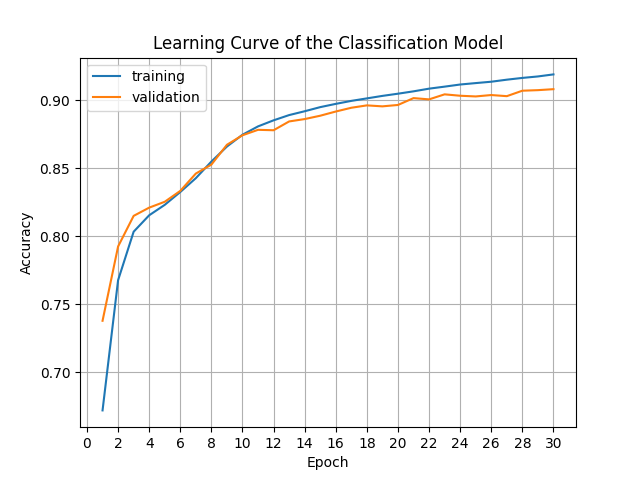 Learning Curve of the Classification Model
training
validation
0.90
0.85
0.80
0.75
0.70
Accuracy
0 2 4 6 8 10 12 14 16 18 20 22 24 26 28 30
Epoch